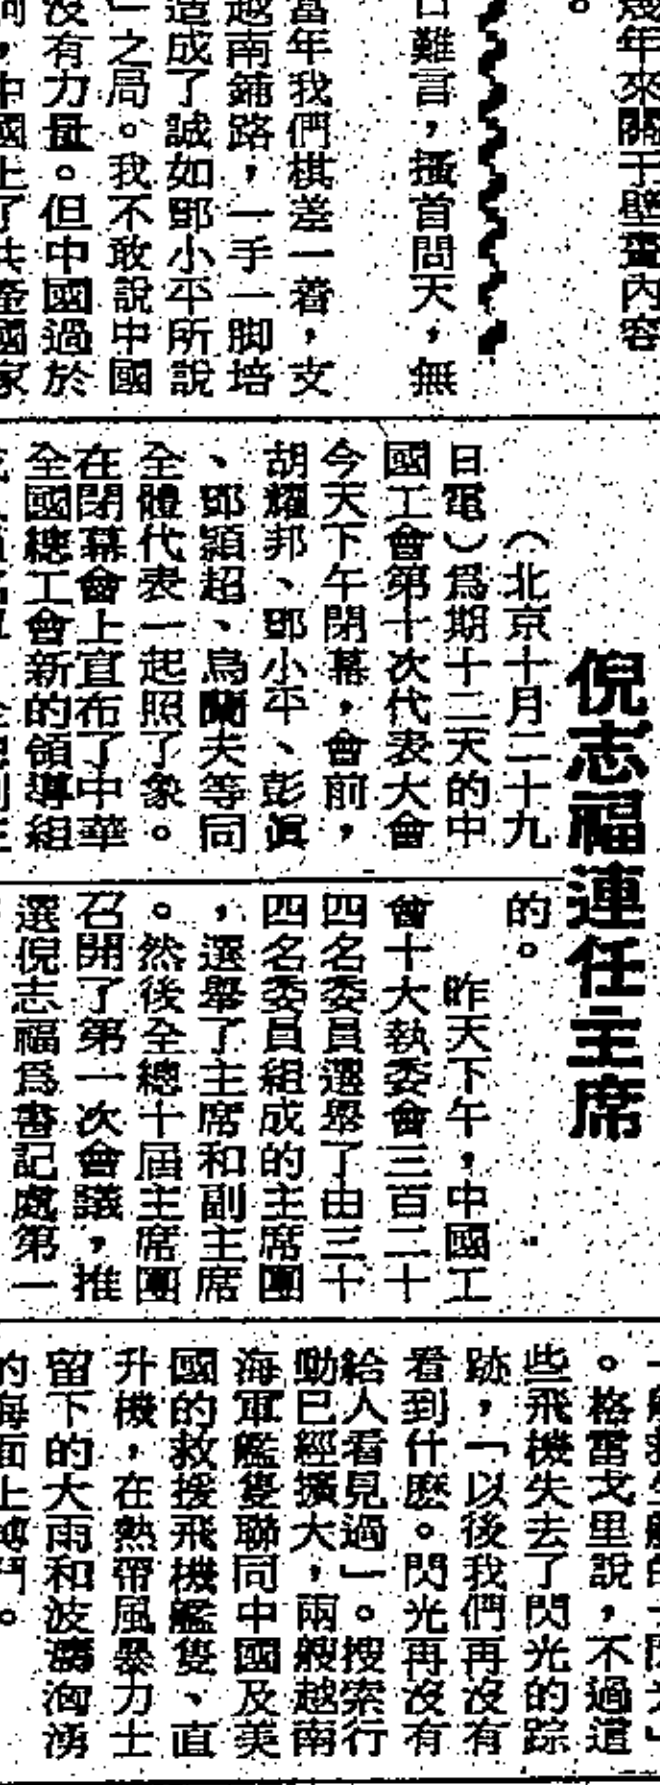 幾年來關于壁畫內容
。
口難言，搔首問天，無
當年我們棋差一着，支
越南鋪路，一手一脚培
造成了誠如鄧小平所說
」之局。我不敢說中國
沒有力量。但中國過於
中國上了共產國家
倪志福連任主席
（北京十月二十九
日電）爲期十二天的中
國工會第十次代表大會
今天下午閉幕，會前，
胡耀邦、鄧小平、彭眞
、鄧穎超、烏蘭夫等同
全體代表一起照了象。
在閉幕會上宣布了中華
全國總工會新的領導組
的。
昨天下午，中國工
會十大執委會三百二十
四名委員選舉了由三十
四名委員組成的主席團
，選舉了主席和副主席
。然後全總十屆主席團
召開了第一次會議，推
選倪志福爲書記處第一
。格雷戈里說，不過這
些飛機失去了閃光的踪
跡，「以後我們再沒有
看到什麽。閃光再沒有
給人看見過」。搜索行
動已經擴大，兩艘越南
海軍艦隻聯同中國及美
國的救援飛機艦隻、直
升機，在熱帶風暴力士
留下的大雨和波濤洶湧
的海面上搏鬥。